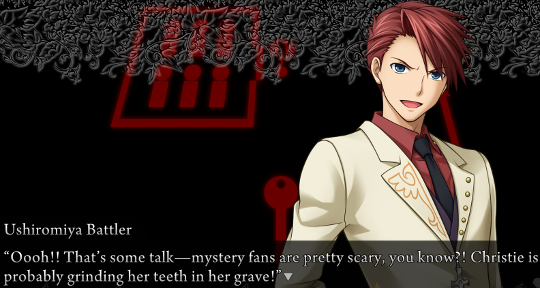 Ushiromiya Battler
“Oooh!! That's some talk—mystery fans are pretty scary, you know?! Christie is
probably grinding her teeth in her grave!”